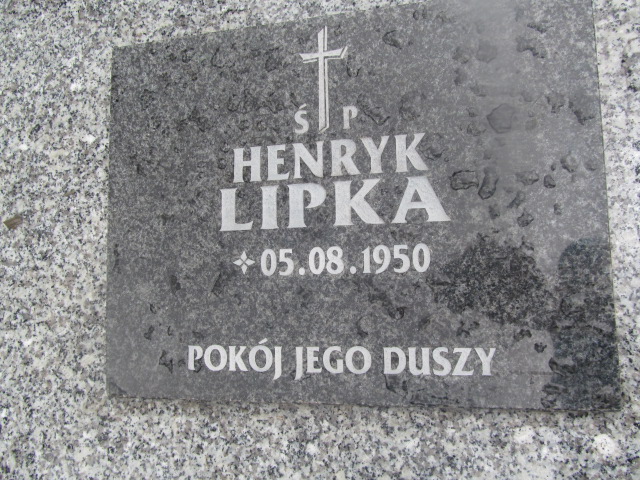 Ś P
HENRYK
LIPKA
05.08.1950
POKÓJ JEGO DUSZY